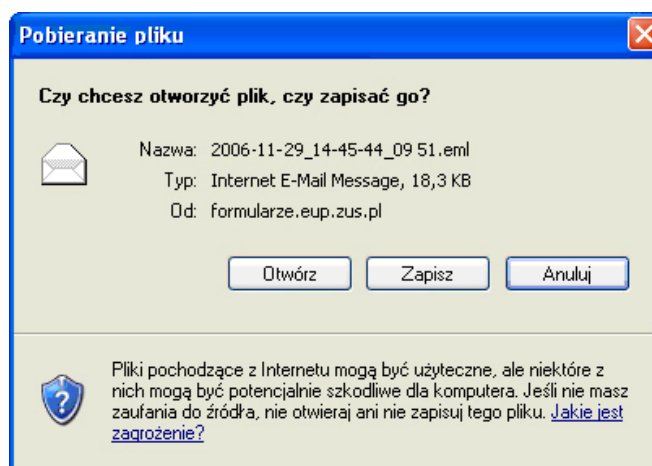 Pobieranie pliku
Czy chcesz otworzyć plik, czy zapisać go?
Nazwa: 2006-11-29_14-45-44_09 51.eml
Typ: Internet E-Mail Message, 18,3 KB
Od: formularze.eup.zus.pl
Otwórz Zapisz Anuluj
Pliki pochodzące z Internetu mogą być użyteczne, ale niektóre z
nich mogą być potencjalnie szkodliwe dla komputera. Jeśli nie masz
zaufania do źródła, nie otwieraj ani nie zapisuj tego pliku. Jakie jest
zagrożenie?